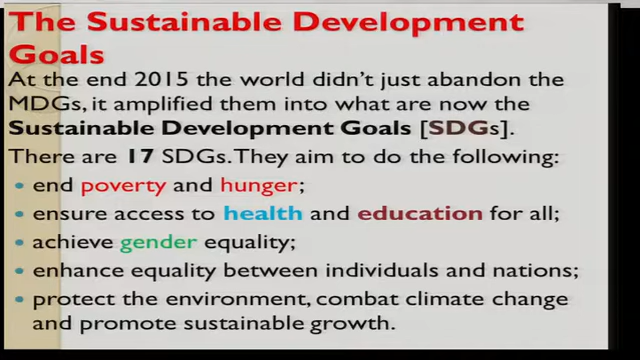 The Sustainable Development
Goals
At the end 2015 the world didn't just abandon the
MDGs, it amplified them into what are now the
Sustainable Development Goals [SDGs].
There are 17 SDGs. They aim to do the following:
• end poverty and hunger;
• ensure access to health and education for all;
• achieve gender equality;
• enhance equality between individuals and nations;
• protect the environment, combat climate change
and promote sustainable growth.